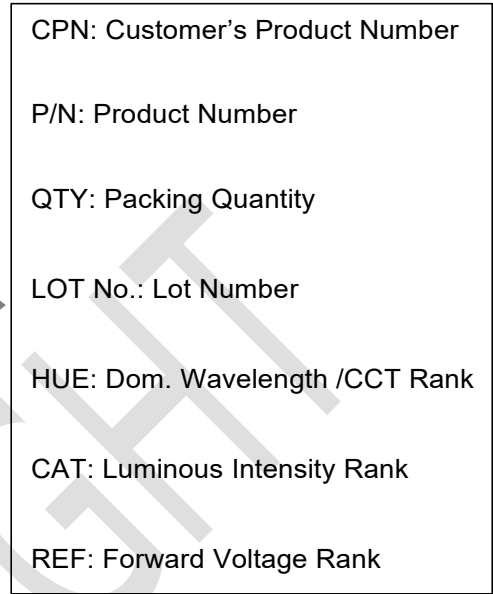 CPN: Customer’s Product Number
P/N: Product Number
QTY: Packing Quantity
LOT No.: Lot Number
HUE: Dom. Wavelength /CCT Rank
CAT: Luminous Intensity Rank
REF: Forward Voltage Rank